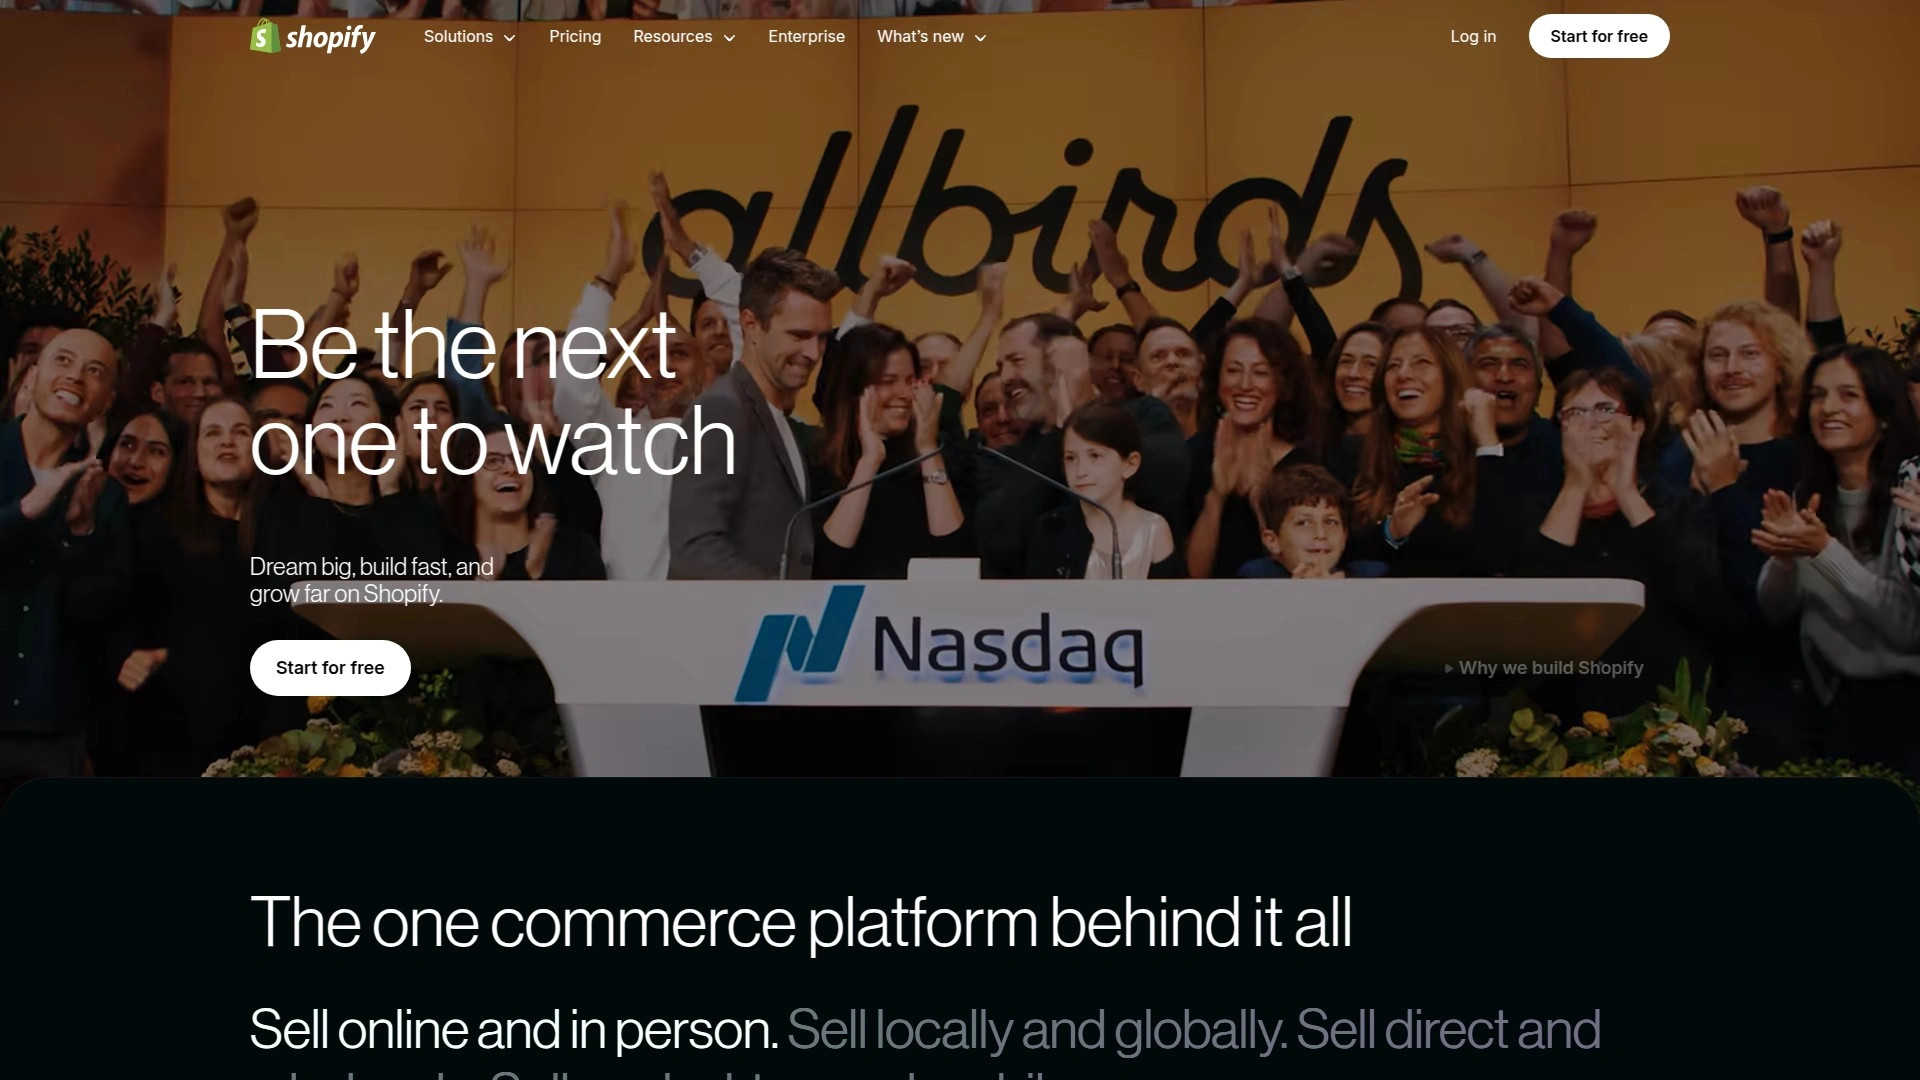 shopify
Solutions
Pricing
Resources
Enterprise
What's new
Log in
Start for free
allbirds
Be the next
one to watch
Dream big, build fast, and
grow far on Shopify.
Start for free
Nasdaq
Why we build Shopify
The one commerce platform behind it all
Sell online and in person. Sell locally and globally. Sell direct and